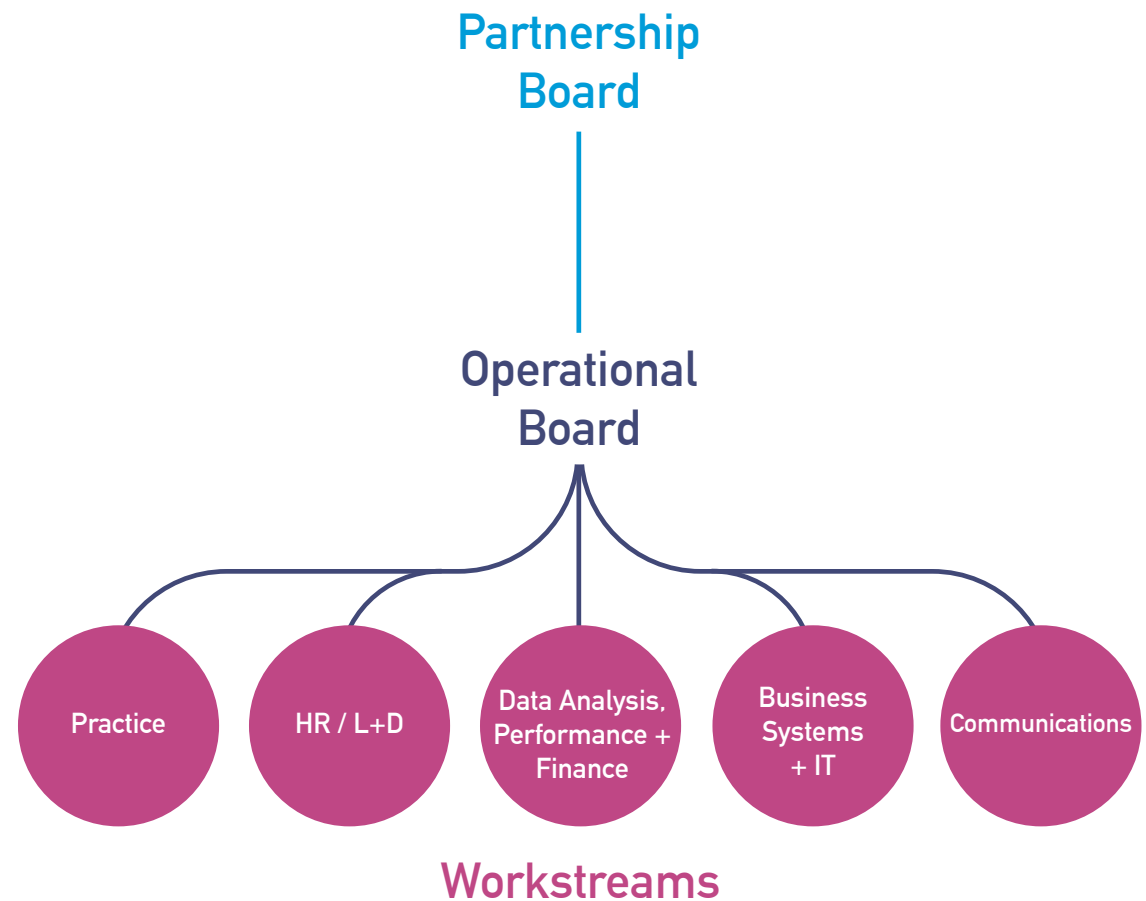 Partnership
Board
Operational
Board
Practice
HR / L+D
Data Analysis,
Performance +
Finance
Business
Systems
+ IT
Communications
Workstreams